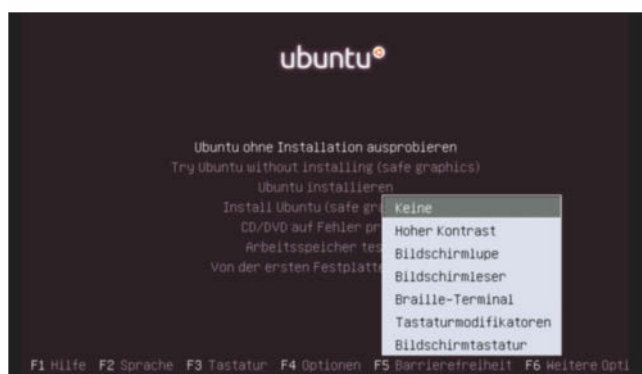 ubuntu
Ubuntu ohne Installation ausprobieren
Try Ubuntu without installing (safe graphics)
Ubuntu installieren
Install Ubuntu (safe gra
CD/DVD auf Fehler pr
Arbeitsspeicher tes
Von der ersten Festplatte
Keine
Hoher Kontrast
Bildschirmlupe
Bildschirmleser
Braille-Terminal
Tastaturmodifikatoren
Bildschirmtastatur
F1 Hilfe F2 Sprache F3 Tastatur F4 Optionen F5 Barrierefreiheit F6 Weitere Opti